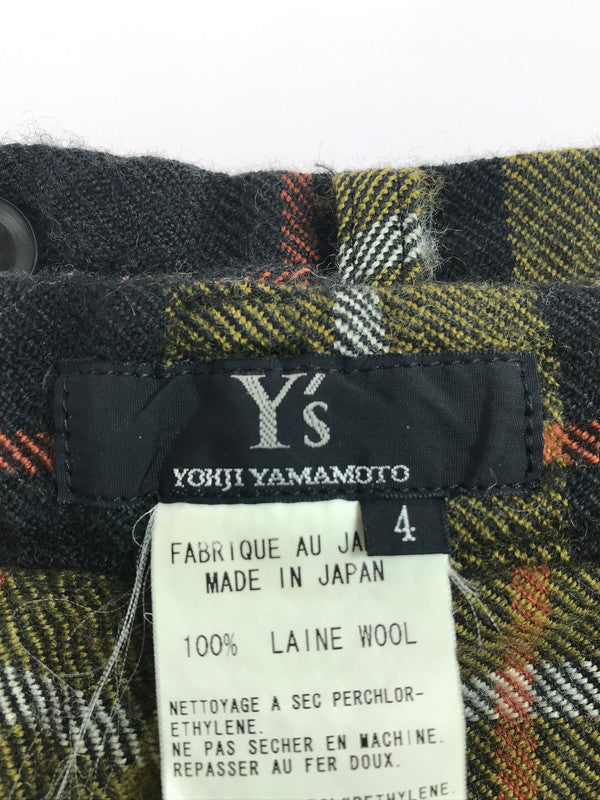 Y's
YOHJI YAMAMOTO
4
FABRIQUE AU JA
MADE IN JAPAN
100% LAINE WOOL
NETTOYAGE A SEC PERCHLOR-
ETHYLENE.
NE PAS SECHER EN MACHINE.
REPASSER AU FER DOUX.